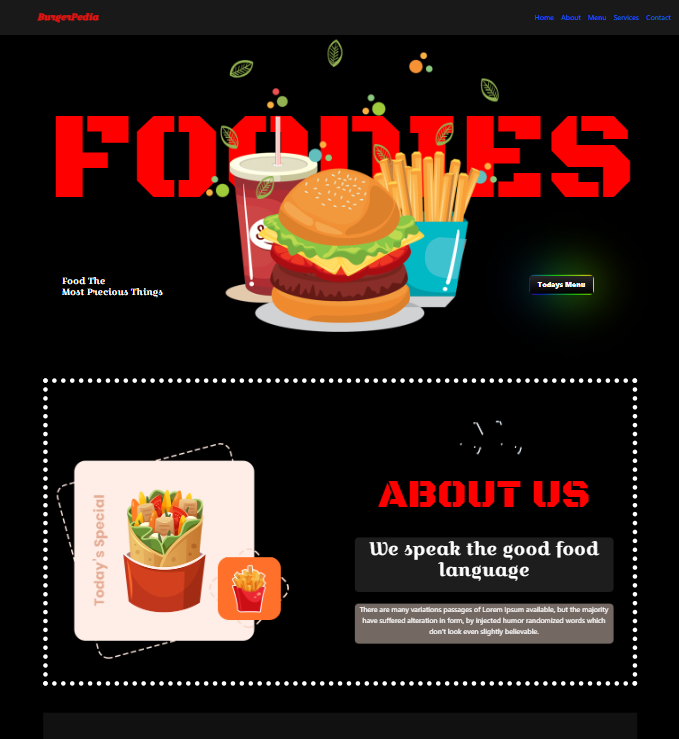 BurgerPedia
Home About Menu Services Contact
FOODIES
Food The
Most Precious Things
Todays Menu
Today's Special
ABOUT US
We speak the good food
language
There are many variations passages of Lorem Ipsum available, but the majority
have suffered alteration in form, by injected humor randomized words which
don't look even slightly believable.